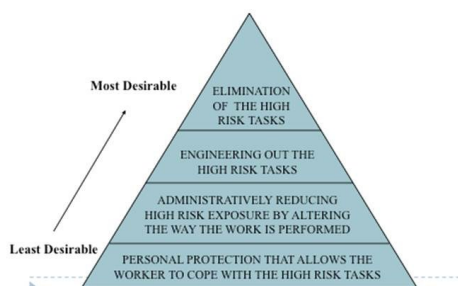 Most Desirable
ELIMINATION
OF THE HIGH
RISK TASKS
ENGINEERING OUT THE
HIGH RISK TASKS
ADMINISTRATIVELY REDUCING
HIGH RISK EXPOSURE BY ALTERING
THE WAY THE WORK IS PERFORMED
Least Desirable
PERSONAL PROTECTION THAT ALLOWS THE
WORKER TO COPE WITH THE HIGH RISK TASKS